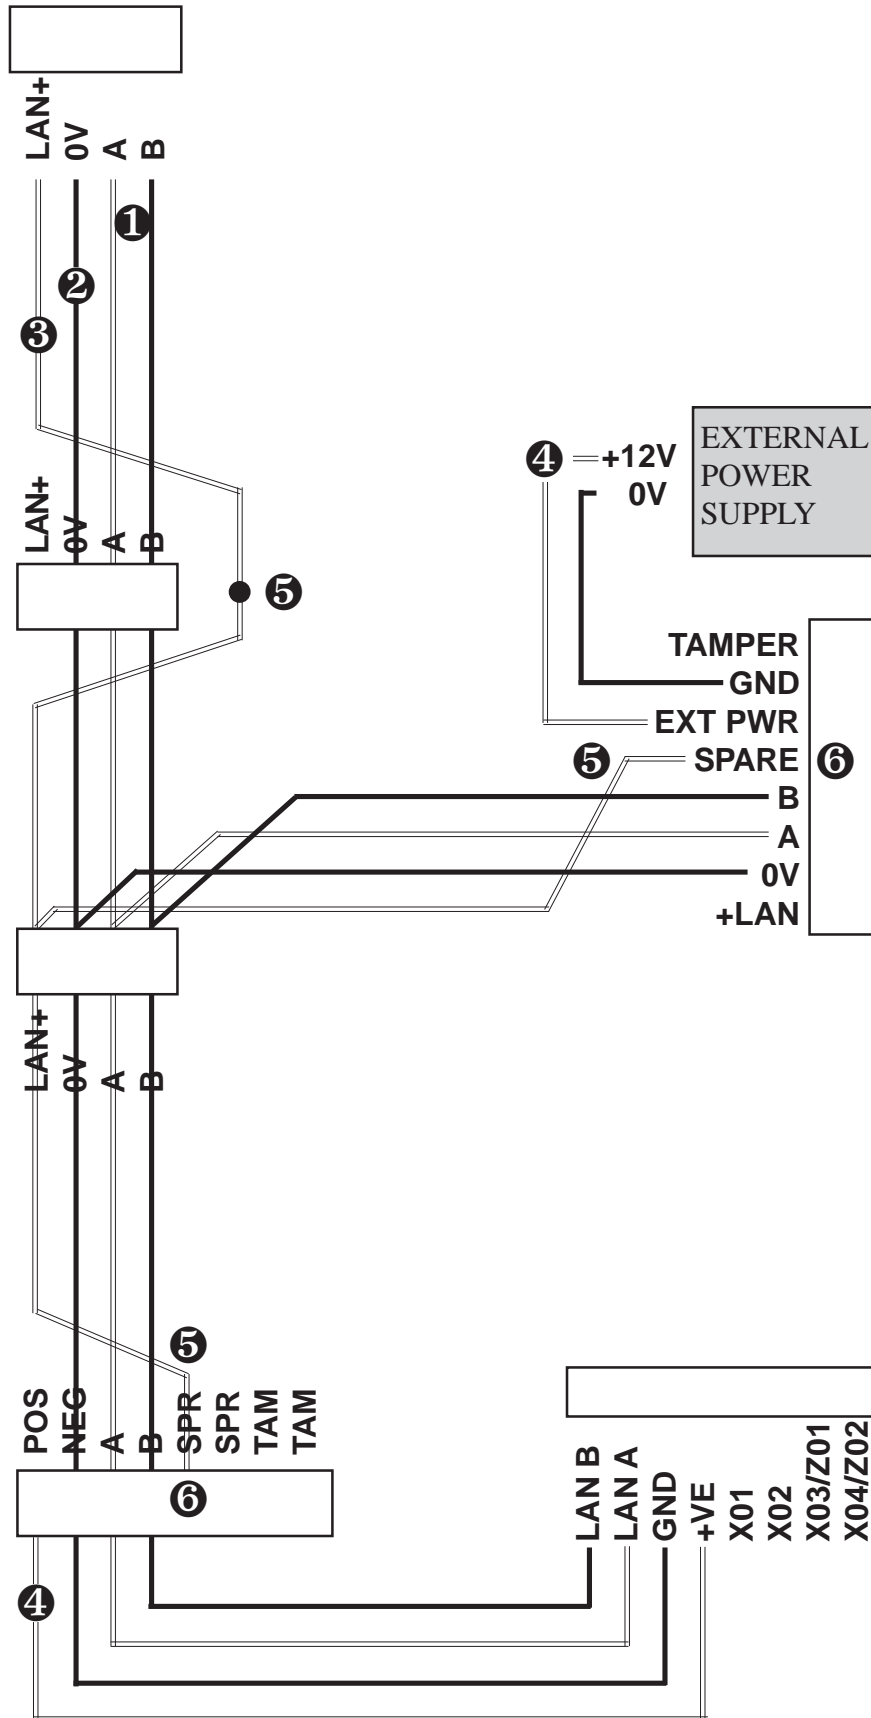 LAN+
0V
A
B
❶
❷
❸
LAN+
0V
A
B
❺
❹ +12V
0V
EXTERNAL
POWER
SUPPLY
TAMPER
GND
EXT PWR
❺ SPARE
❻
B
A
0V
+LAN
LAN+
0V
A
B
❺
POS
NEG
A
B
SPR
SPR
TAM
TAM
❻
LAN B
LAN A
GND
+VE
X01
X02
X03/Z01
X04/Z02
❹